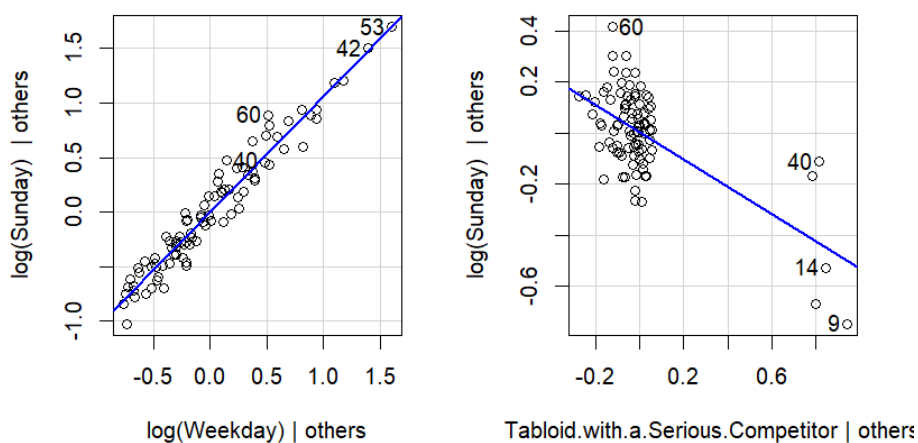 log(Sunday) | others
1.5
1.0
0.5
0.0
-1.0
53
42
60
40
-0.5 0.0 0.5 1.0 1.5
log(Weekday) | others
log(Sunday) | others
0.4
0.2
-0.2
-0.6
60
40
14
9
-0.2 0.2 0.6
Tabloid.with.a.Serious.Competitor | others